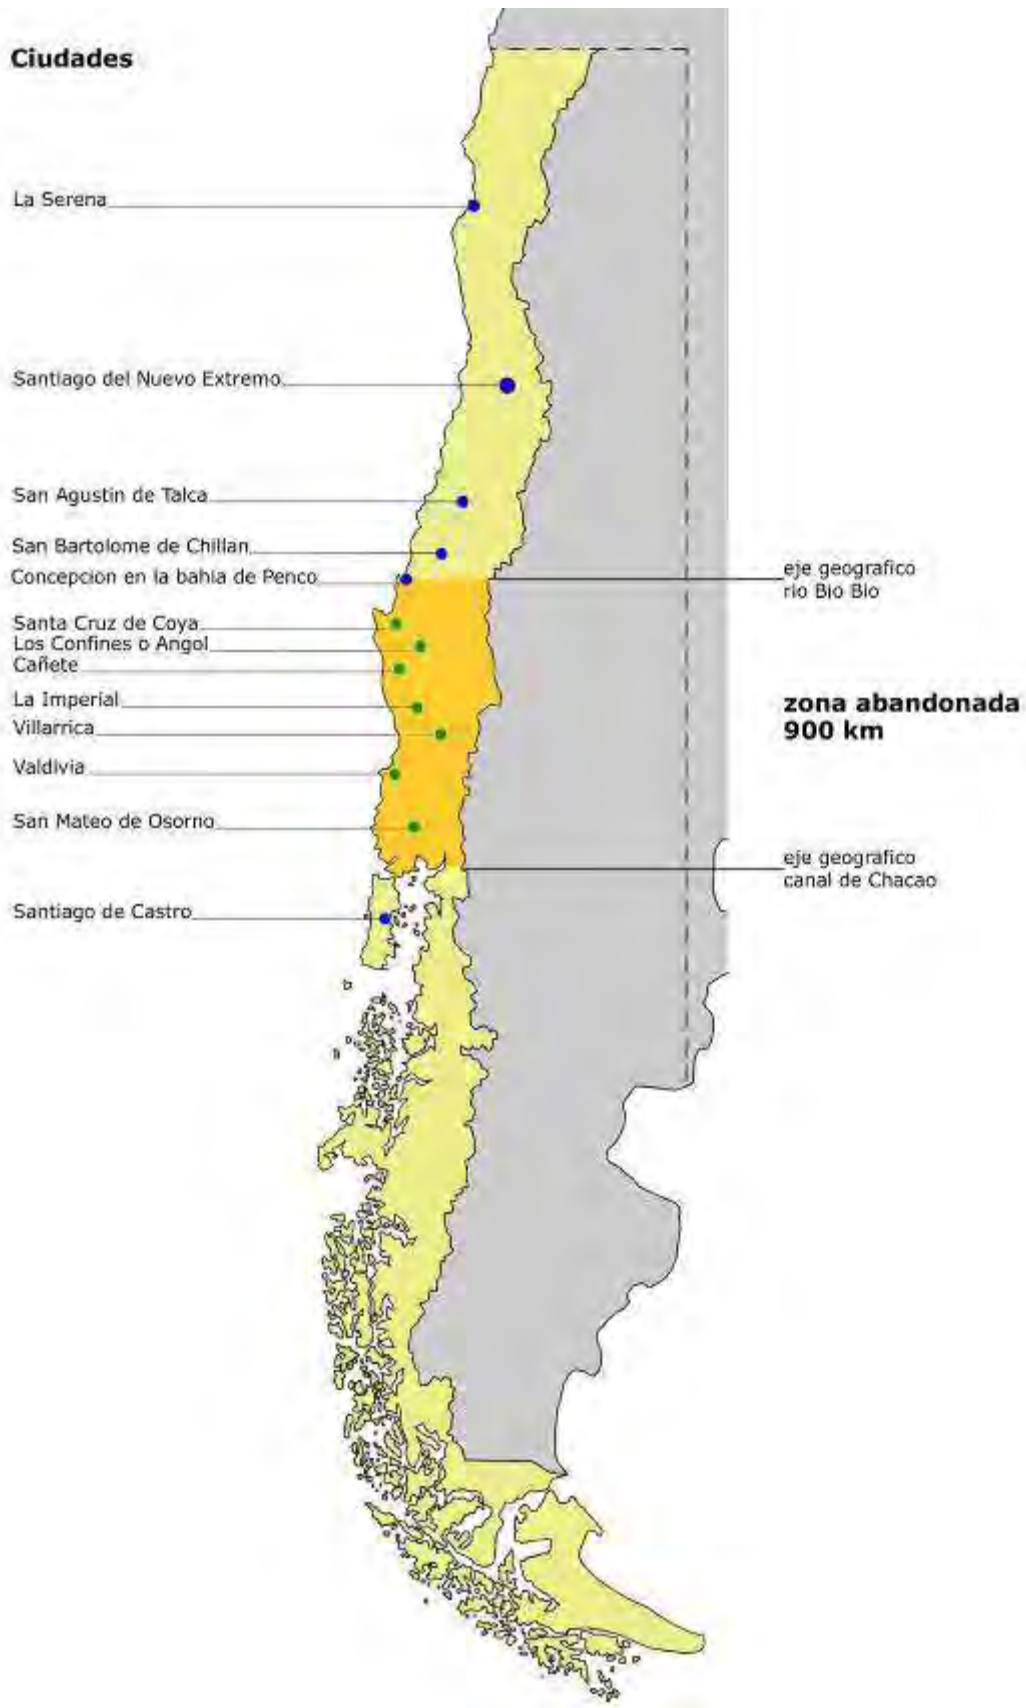 Ciudades
La Serena
Santiago del Nuevo Extremo
San Agustin de Talca
San Bartolome de Chillan
Concepcion en la bahia de Penco
Santa Cruz de Coya
Los Confines o Angol
Cañete
La Imperial
Villarrica
Valdivia
San Mateo de Osorno
Santiago de Castro
eje geografico
rio Bio Bio
zona abandonada
900 km
eje geografico
canal de Chacao